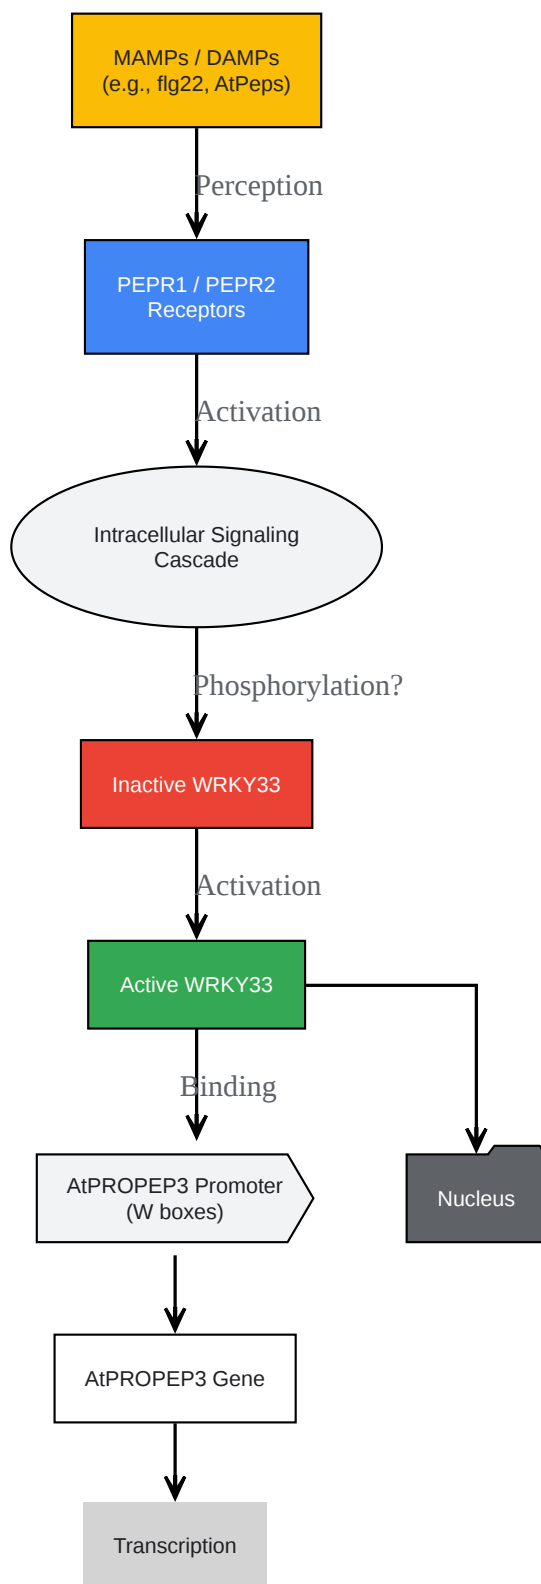 MAMPs / DAMPs
(e.g., flg22, AtPeps)
Perception
PEPR1 / PEPR2
Receptors
Activation
Intracellular Signaling
Cascade
Phosphorylation?
Inactive WRKY33
Activation
Active WRKY33
Binding
AtPROPEP3 Promoter
(W boxes)
Nucleus
AtPROPEP3 Gene
Transcription